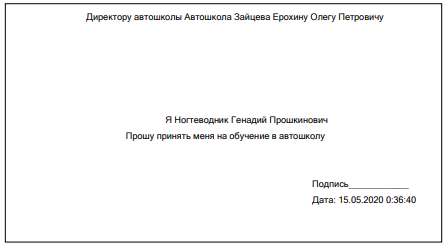 Директору автошколы Автошкола Зайцева Ерохину Олегу Петровичу
Я Ногтеводник Генадий Прошкинович
Прошу принять меня на обучение в автошколу
Подпись____________
Дата: 15.05.2020 0:36:40